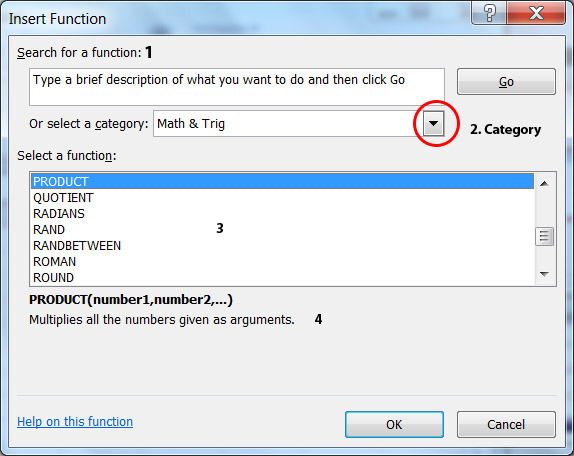 Insert Function
?
Search for a function: 1
Type a brief description of what you want to do and then click Go
Go
Or select a category: Math & Trig
2. Category
Select a function:
PRODUCT
QUOTIENT
RADIANS
RAND
3
RANDBETWEEN
ROMAN
ROUND
PRODUCT(number1,number2,...)
Multiplies all the numbers given as arguments. 4
Help on this function
OK
Cancel